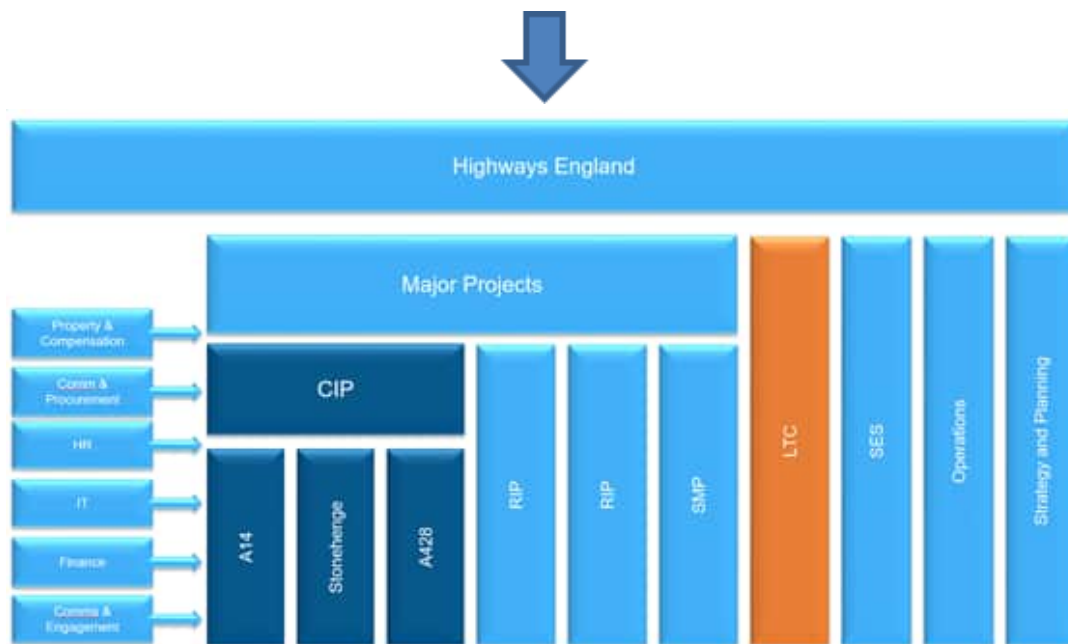 Highways England
Major Projects
Property &
Compensation
Comm &
Procurement
HR
IT
Finance
Comms &
Engagement
CIP
A14
Stonehenge
A428
RIP
RIP
SMP
LTC
SES
Operations
Strategy and Planning